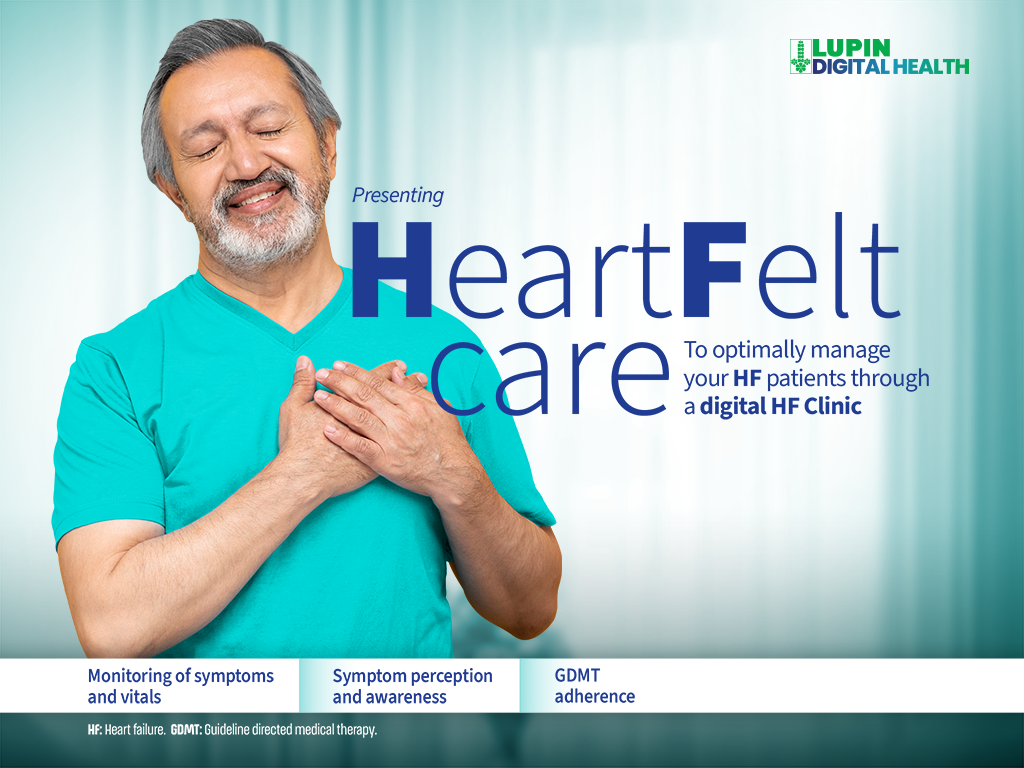 LUPIN
DIGITAL HEALTH
Presenting
HeartFelt
care
To optimally manage
your HF patients through
a digital HF Clinic
Monitoring of symptoms
and vitals
Symptom perception
and awareness
GDMT
adherence
HF: Heart failure. GDMT: Guideline directed medical therapy.